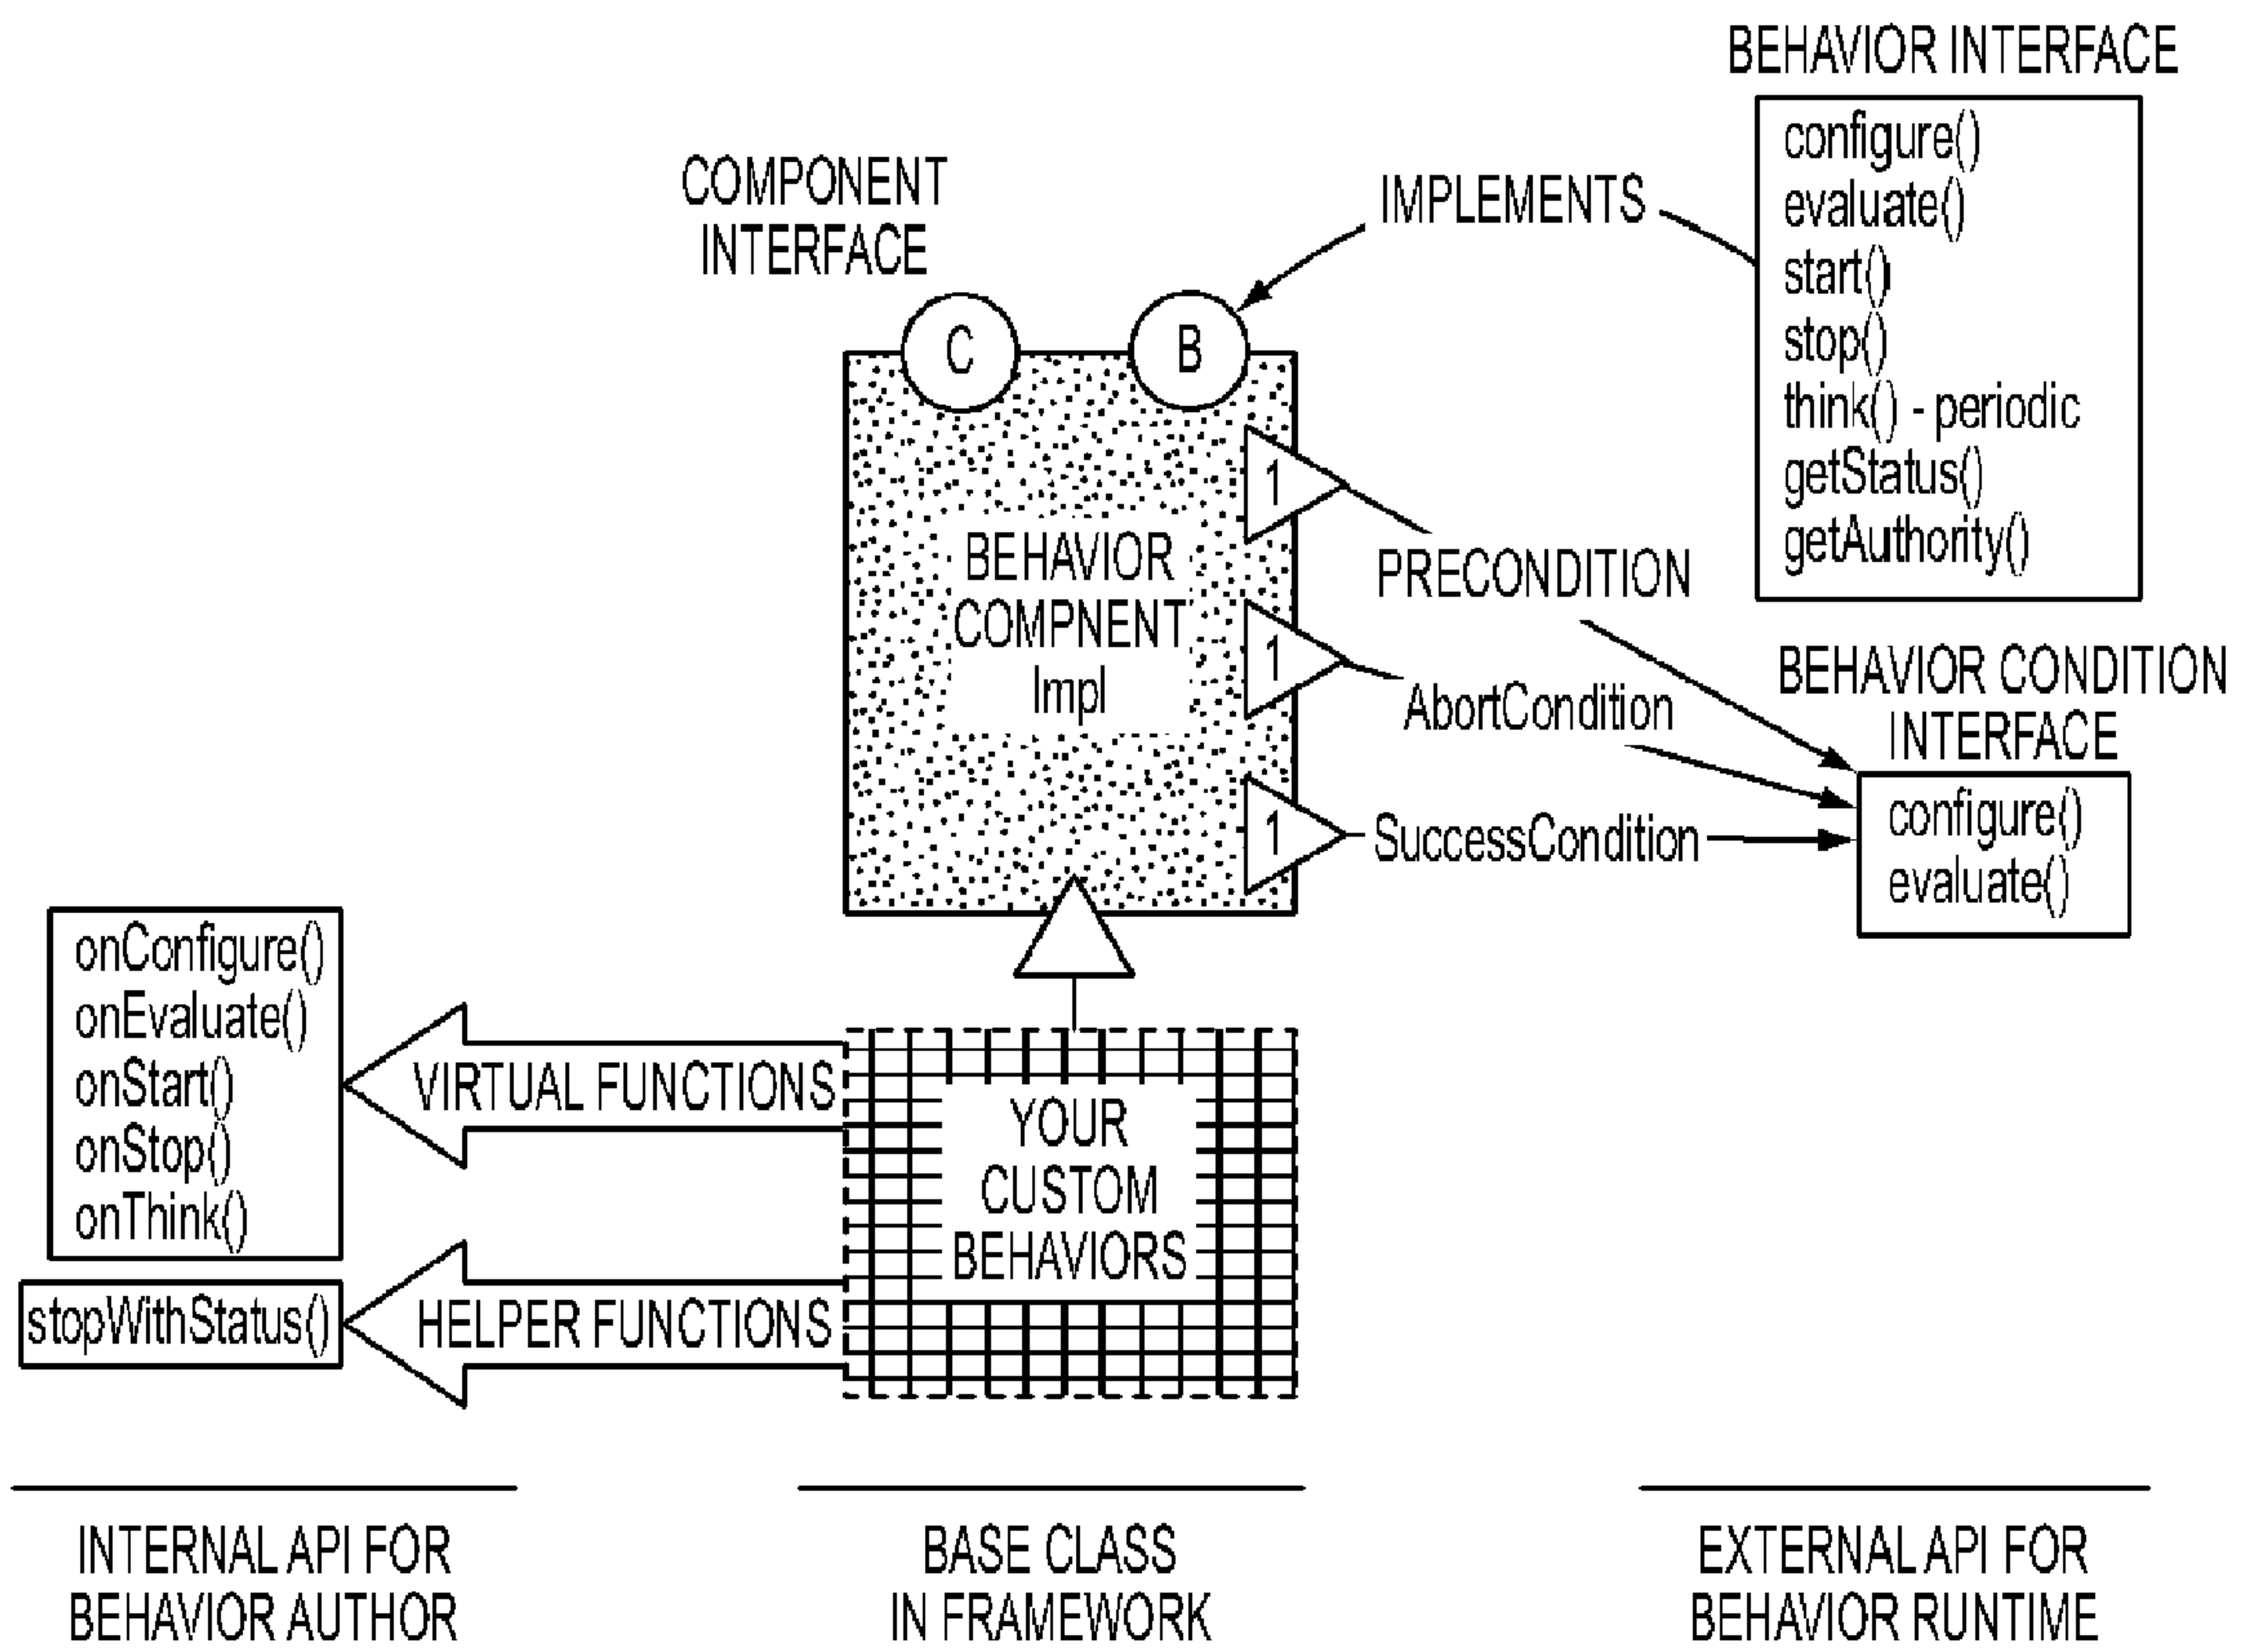 BEHAVIOR INTERFACE
configure()
evaluate()
start()
stop()
think() - periodic
getStatus()
getAuthority()
COMPONENT
INTERFACE
IMPLEMENTS
C
B
1
1
1
BEHAVIOR
COMPNENT
Impl
PRECONDITION
AbortCondition
SuccessCondition
BEHAVIOR CONDITION
INTERFACE
configure()
evaluate()
onConfigure()
onEvaluate()
onStart()
onStop()
onThink()
VIRTUAL FUNCTIONS
YOUR
CUSTOM
BEHAVIORS
stopWithStatus()
HELPER FUNCTIONS
INTERNAL API FOR
BEHAVIOR AUTHOR
BASE CLASS
IN FRAMEWORK
EXTERNAL API FOR
BEHAVIOR RUNTIME